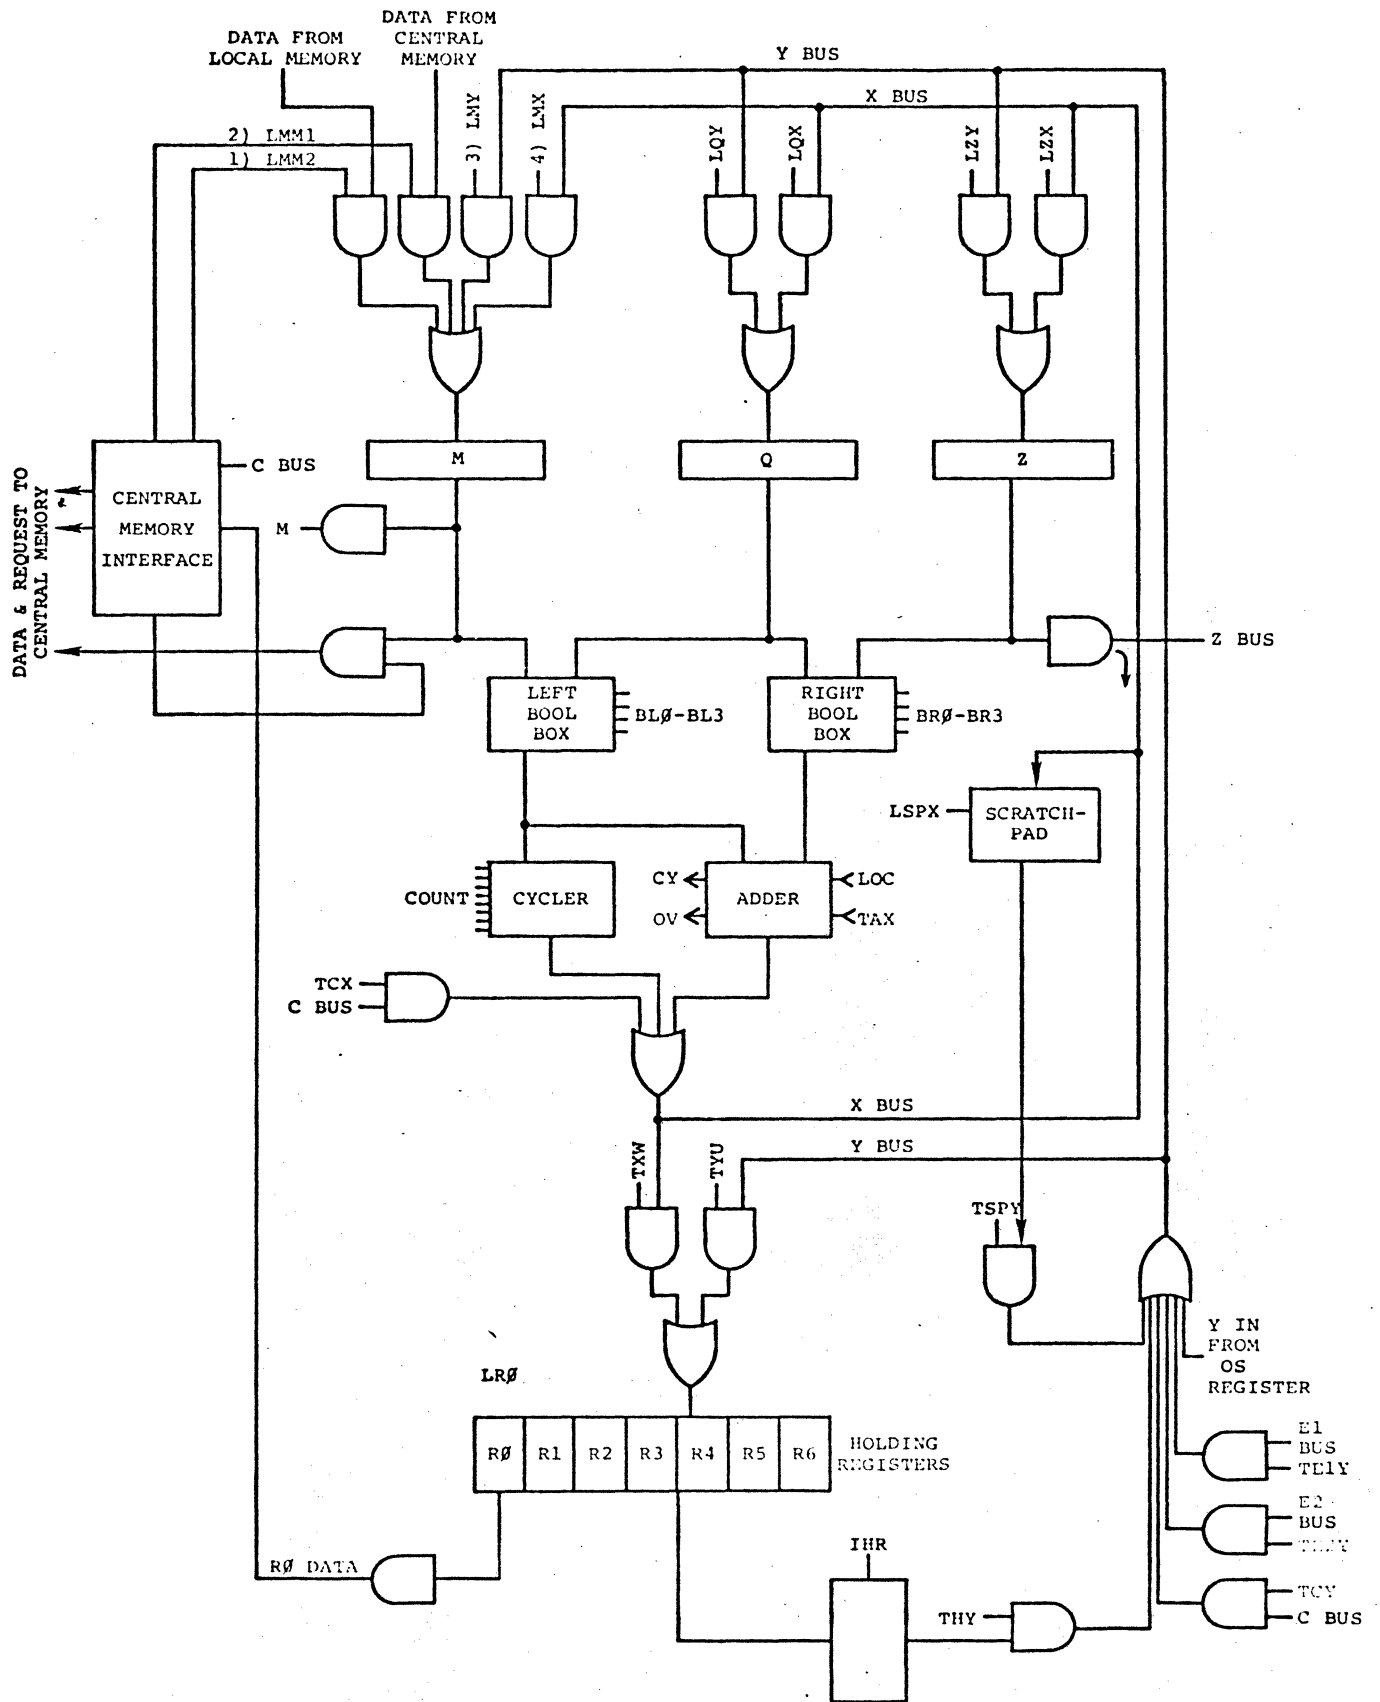 DATA FROM
LOCAL MEMORY
DATA FROM
CENTRAL
MEMORY
Y BUS
X BUS
2) LMM1
1) LMM2
3) LMY
4) LMX
LQY
LQX
LZY
LZX
M
Q
Z
C BUS
CENTRAL
MEMORY
INTERFACE
DATA & REQUEST TO
CENTRAL MEMORY
M
Z BUS
LEFT
BOOL
BOX
BLØ-BL3
RIGHT
BOOL
BOX
BRØ-BR3
LSPX
SCRATCH-
PAD
COUNT
CYCLER
CY
OV
ADDER
LOC
TAX
TCX
C BUS
X BUS
Y BUS
TXW
TYU
TSPY
Y IN
FROM
OS
REGISTER
LRØ
RØ
R1
R2
R3
R4
R5
R6
HOLDING
REGISTERS
E1
BUS
TE1Y
E2
BUS
RØ DATA
IHR
THY
TCY
C BUS